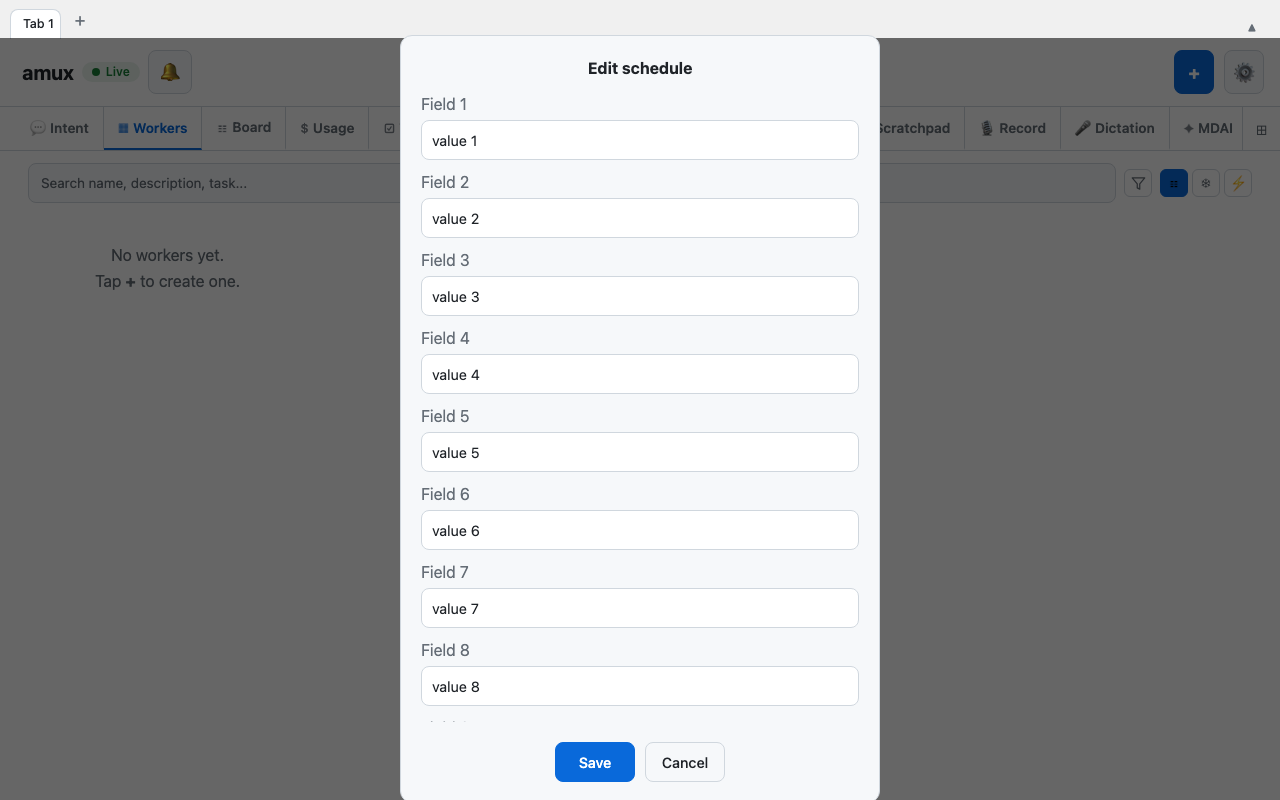 Tab 1 +
▲
Edit schedule
amux
Live
+
Intent
Workers
Board
$ Usage
Scratchpad
Record
Dictation
MDAI
Search name, description, task...
No workers yet.
Tap + to create one.
Field 1
value 1
Field 2
value 2
Field 3
value 3
Field 4
value 4
Field 5
value 5
Field 6
value 6
Field 7
value 7
Field 8
value 8
Save
Cancel